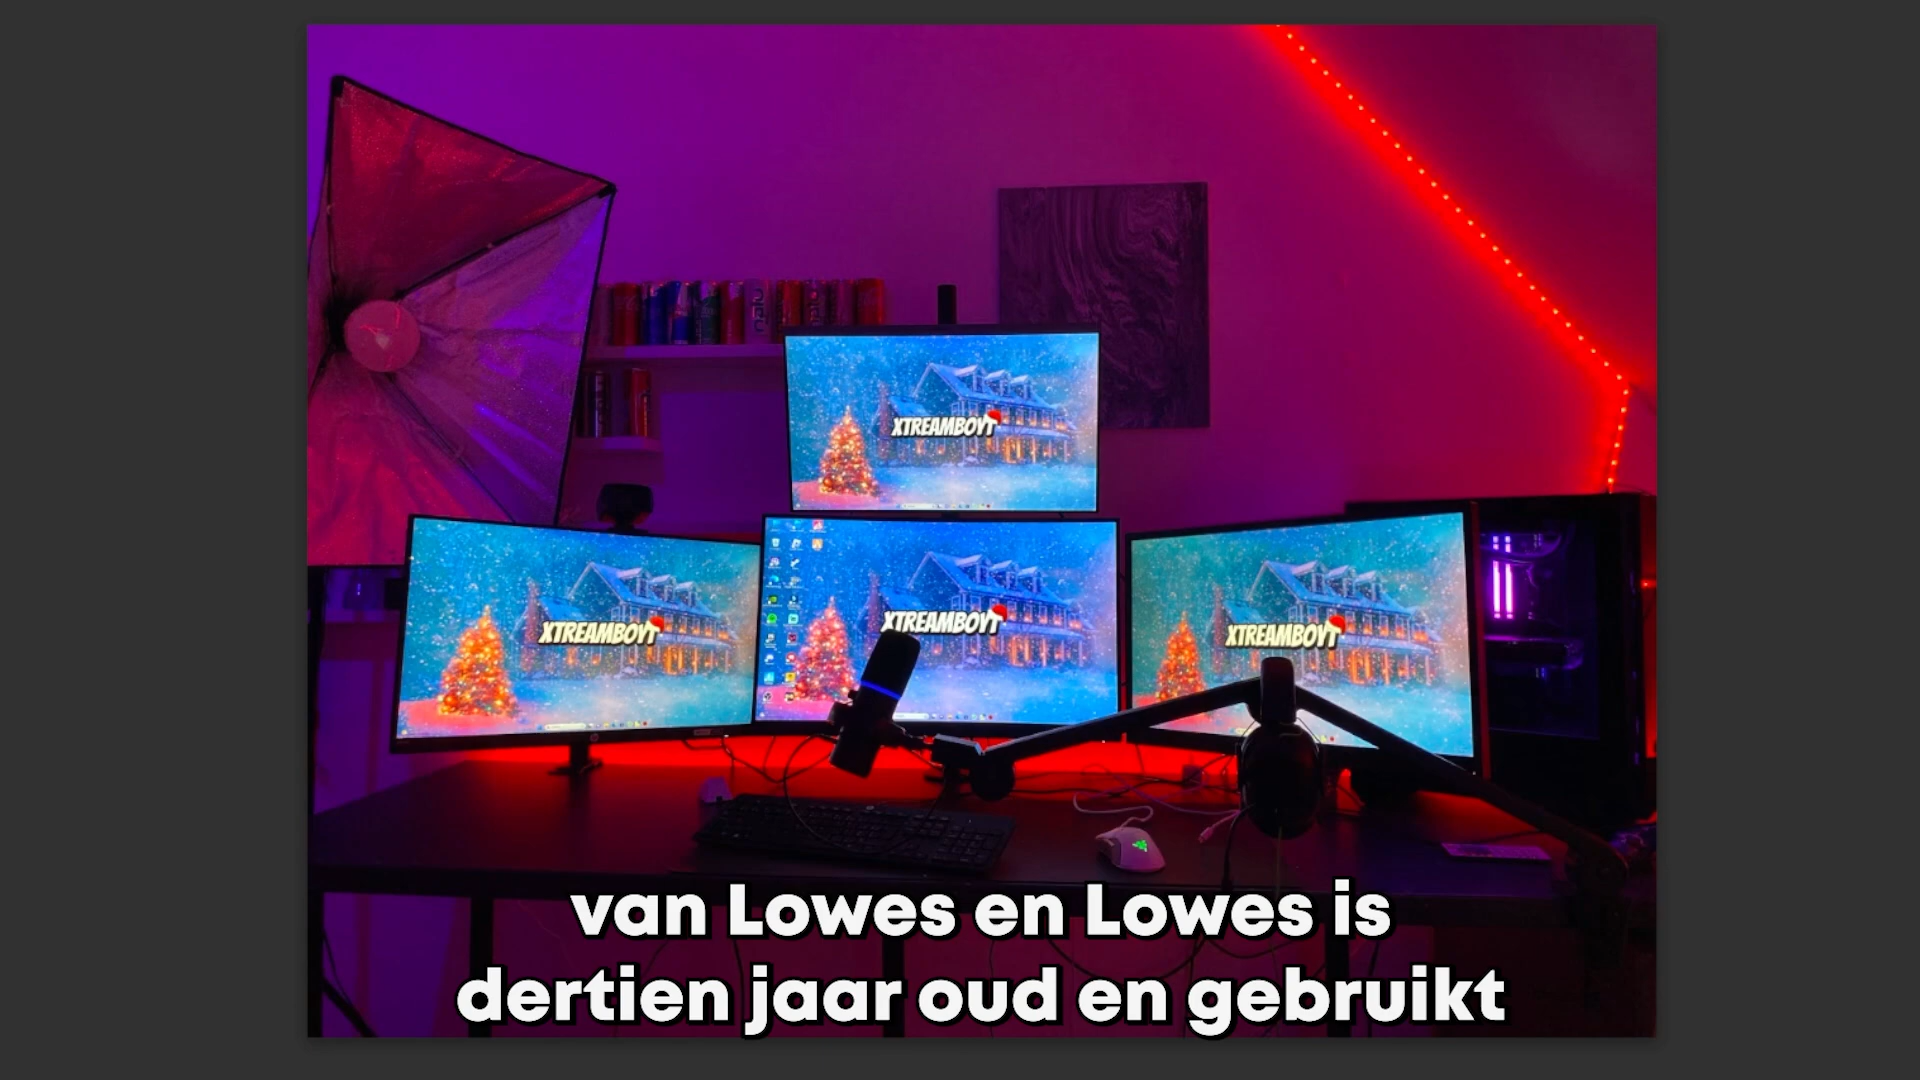 XTREAMBOYT
XTREAMBOYT
XTREAMBOYT
XTREAMBOYT
van Lowes en Lowes is
dertien jaar oud en gebruikt